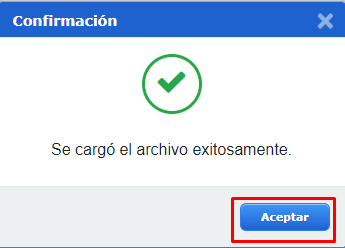 Confirmación
Se cargó el archivo exitosamente.
Aceptar